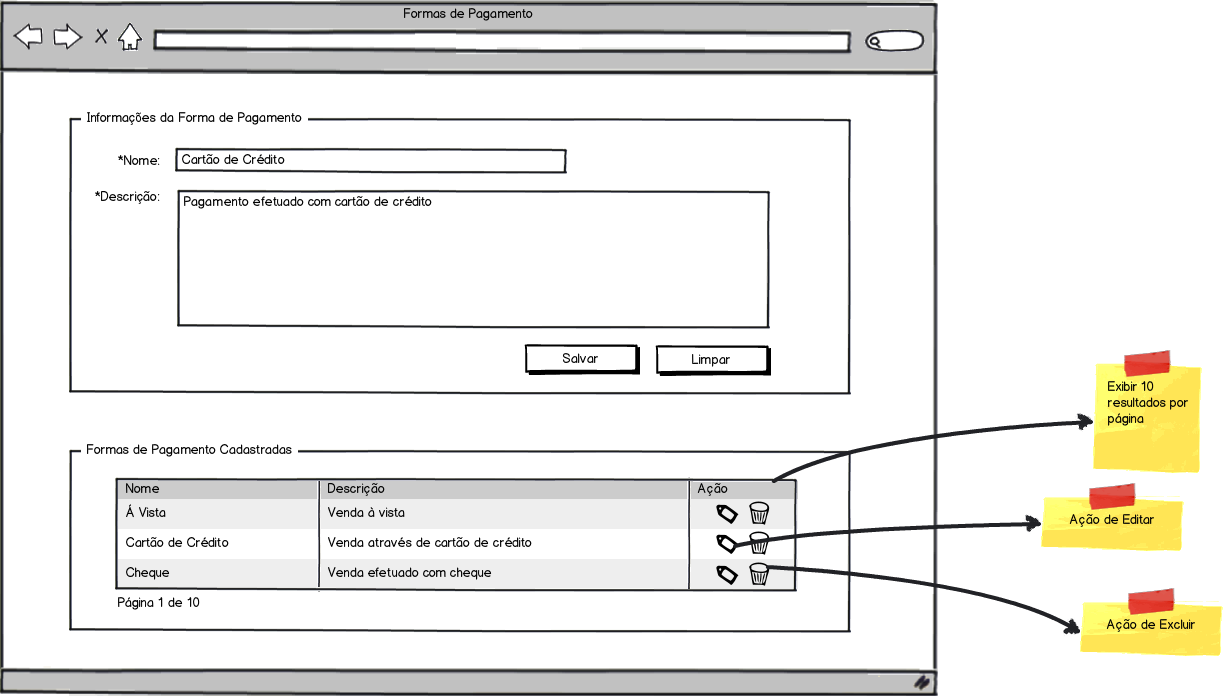 Formas de Pagamento
Informações da Forma de Pagamento
*Nome: Cartão de Crédito
*Descrição: Pagamento efetuado com cartão de crédito
Salvar Limpar
Exibir 10
resultados por
página
Formas de Pagamento Cadastradas
Nome Descrição Ação
Á Vista Venda à vista
Ação de Editar
Cartão de Crédito Venda através de cartão de crédito
Cheque Venda efetuado com cheque
Página 1 de 10
Ação de Excluir